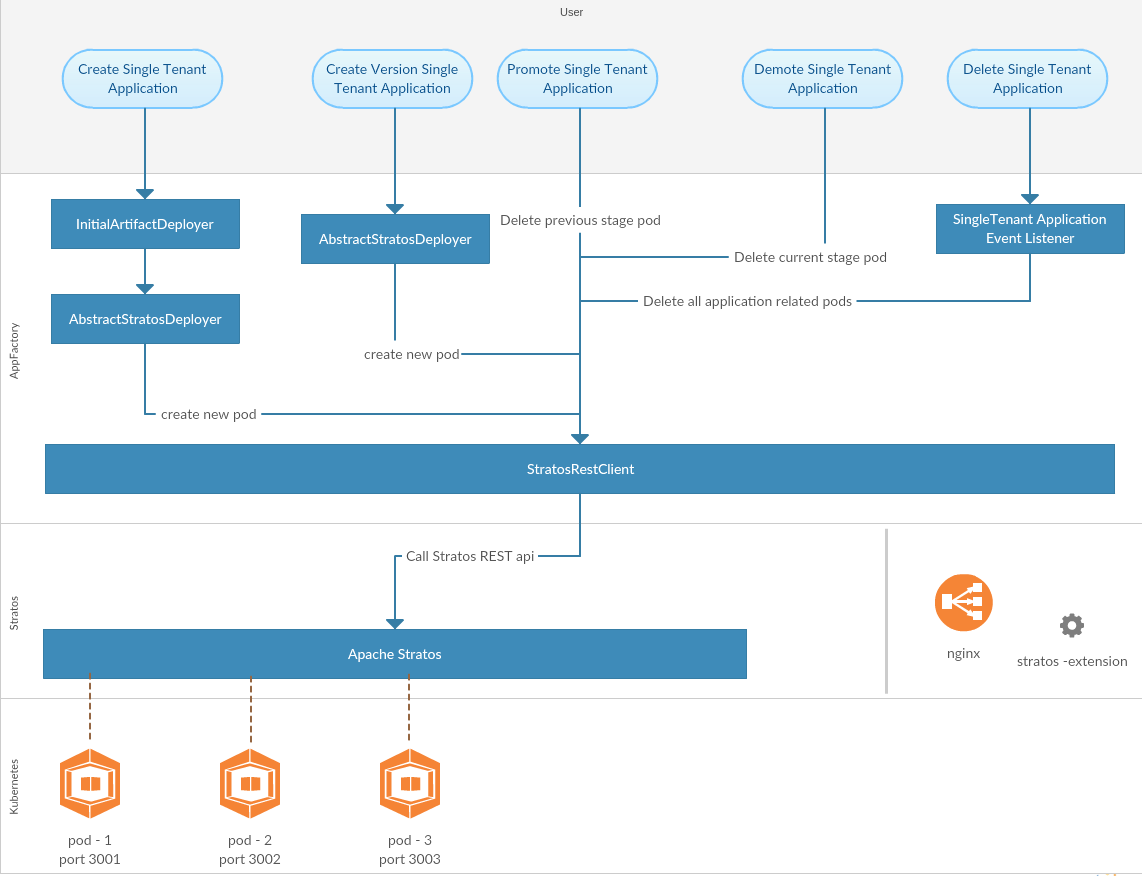 User
Create Single Tenant
Application
Create Version Single
Tenant Application
Promote Single Tenant
Application
Demote Single Tenant
Application
Delete Single Tenant
Application
AppFactory
InitialArtifactDeployer
AbstractStratosDeployer
Delete previous stage pod
SingleTenant Application
Event Listener
Delete current stage pod
AbstractStratosDeployer
Delete all application related pods
create new pod
create new pod
StratosRestClient
Stratos
Call Stratos REST api
Apache Stratos
nginx
stratos -extension
Kubernetes
pod - 1
port 3001
pod - 2
port 3002
pod - 3
port 3003